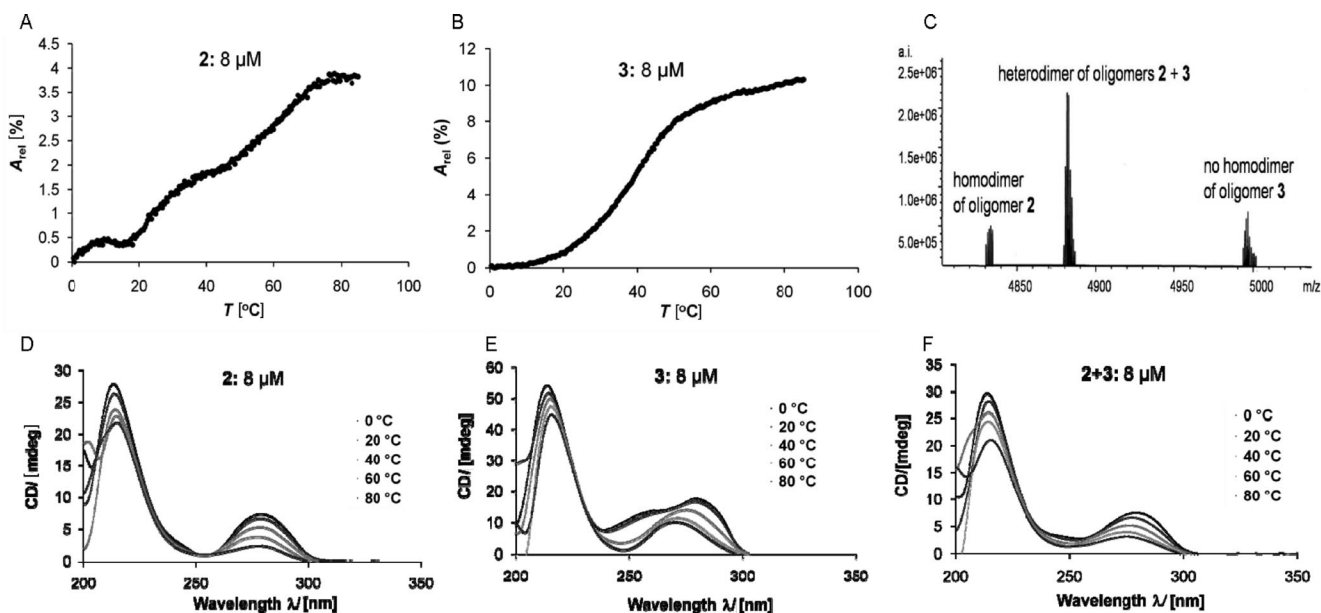 A
2: 8 µM
Arel [%]
4.5
4
3.5
3
2.5
2
1.5
1
0.5
0
0 20 40 60 80 100
T [°C]
B
3: 8 µM
Arel (%)
12
10
8
6
4
2
0
0 20 40 60 80 100
T [°C]
C
a.i.
2.5e+06
2.0e+06
1.5e+06
1.0e+06
5.0e+05
heterodimer of oligomers 2 + 3
homodimer
of oligomer 2
no homodimer
of oligomer 3
4850 4900 4950 5000 m/z
D
2: 8 µM
CD/ [mdeg]
30
25
20
15
10
5
0
0 °C
20 °C
40 °C
60 °C
80 °C
200 250 300 350
Wavelength λ/ [nm]
E
3: 8 µM
CD/ [mdeg]
60
50
40
30
20
10
0
0 °C
20 °C
40 °C
60 °C
80 °C
200 250 300 350
Wavelength λ/ [nm]
F
2+3: 8 µM
CD/[mdeg]
35
30
25
20
15
10
5
0
0 °C
20 °C
40 °C
60 °C
80 °C
200 250 300 350
Wavelength λ/ [nm]